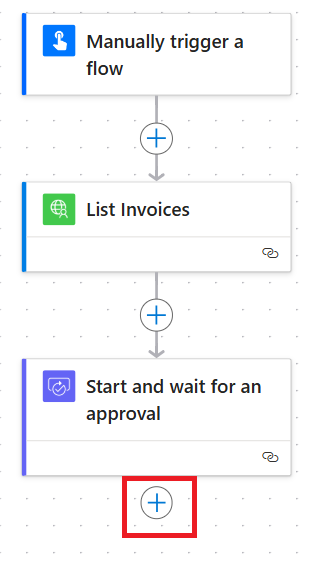 Manually trigger a
flow
List Invoices
Start and wait for an
approval